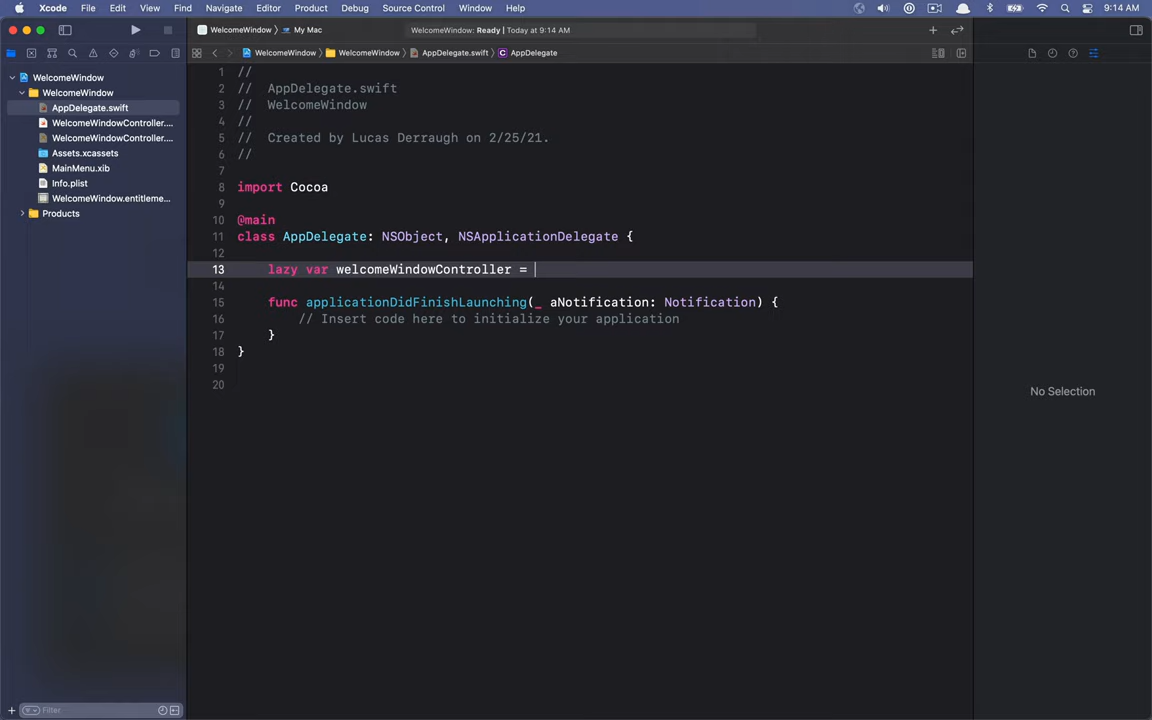 Xcode File Edit View Find Navigate Editor Product Debug Source Control Window Help 9:14 AM
WelcomeWindow My Mac WelcomeWindow: Ready | Today at 9:14 AM
WelcomeWindow WelcomeWindow AppDelegate.swift C AppDelegate
WelcomeWindow
WelcomeWindow
AppDelegate.swift
WelcomeWindowController....
WelcomeWindowController....
Assets.xcassets
MainMenu.xib
Info.plist
WelcomeWindow.entitleme...
Products
Filter
1 //
2 // AppDelegate.swift
3 // WelcomeWindow
4 //
5 // Created by Lucas Derraugh on 2/25/21.
6 //
7
8 import Cocoa
9
10 @main
11 class AppDelegate: NSObject, NSApplicationDelegate {
12
13 lazy var welcomeWindowController =
14
15 func applicationDidFinishLaunching(_ aNotification: Notification) {
16 // Insert code here to initialize your application
17 }
18 }
19
20
No Selection